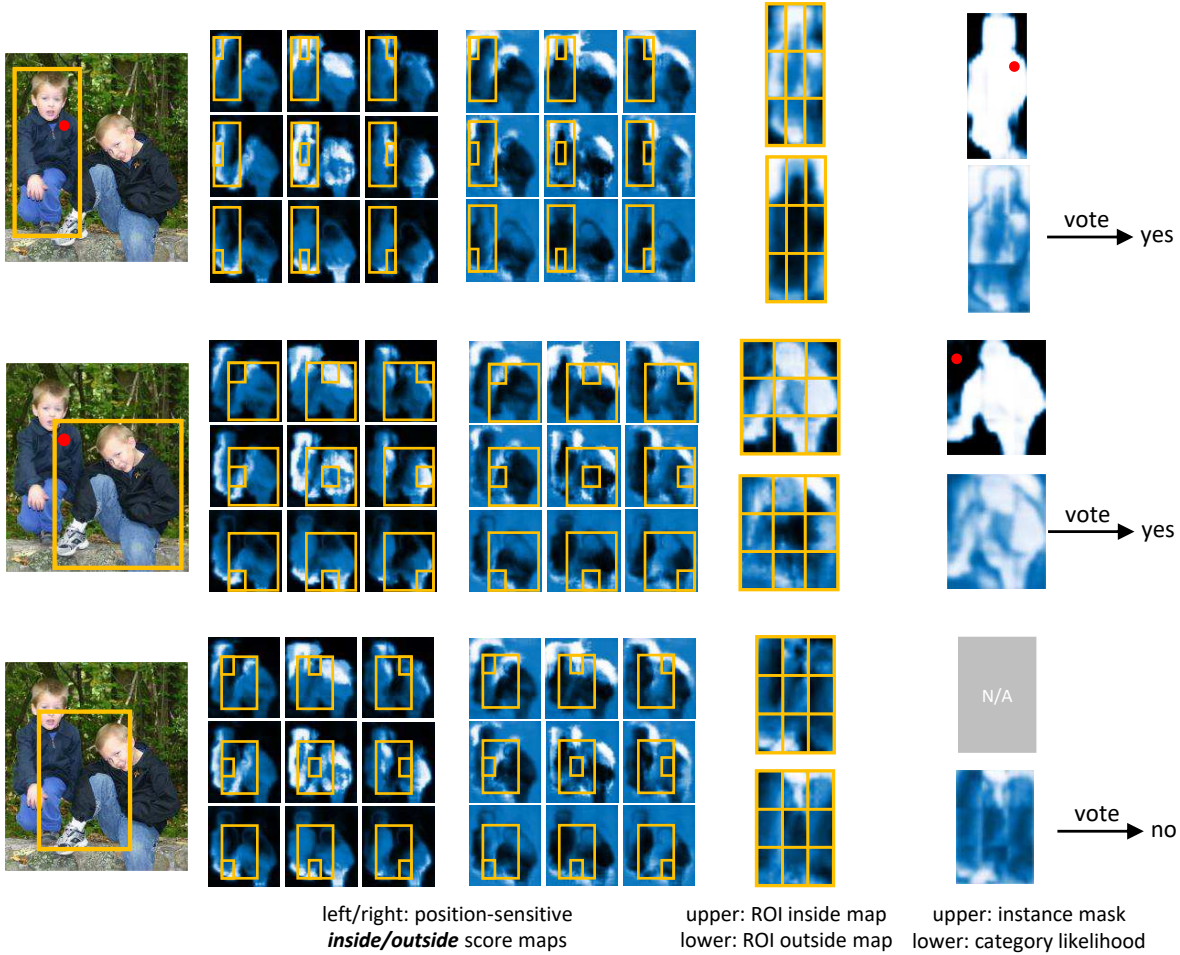 vote
yes
vote
yes
N/A
vote
no
left/right: position-sensitive
inside/outside score maps
upper: ROI inside map
lower: ROI outside map
upper: instance mask
lower: category likelihood